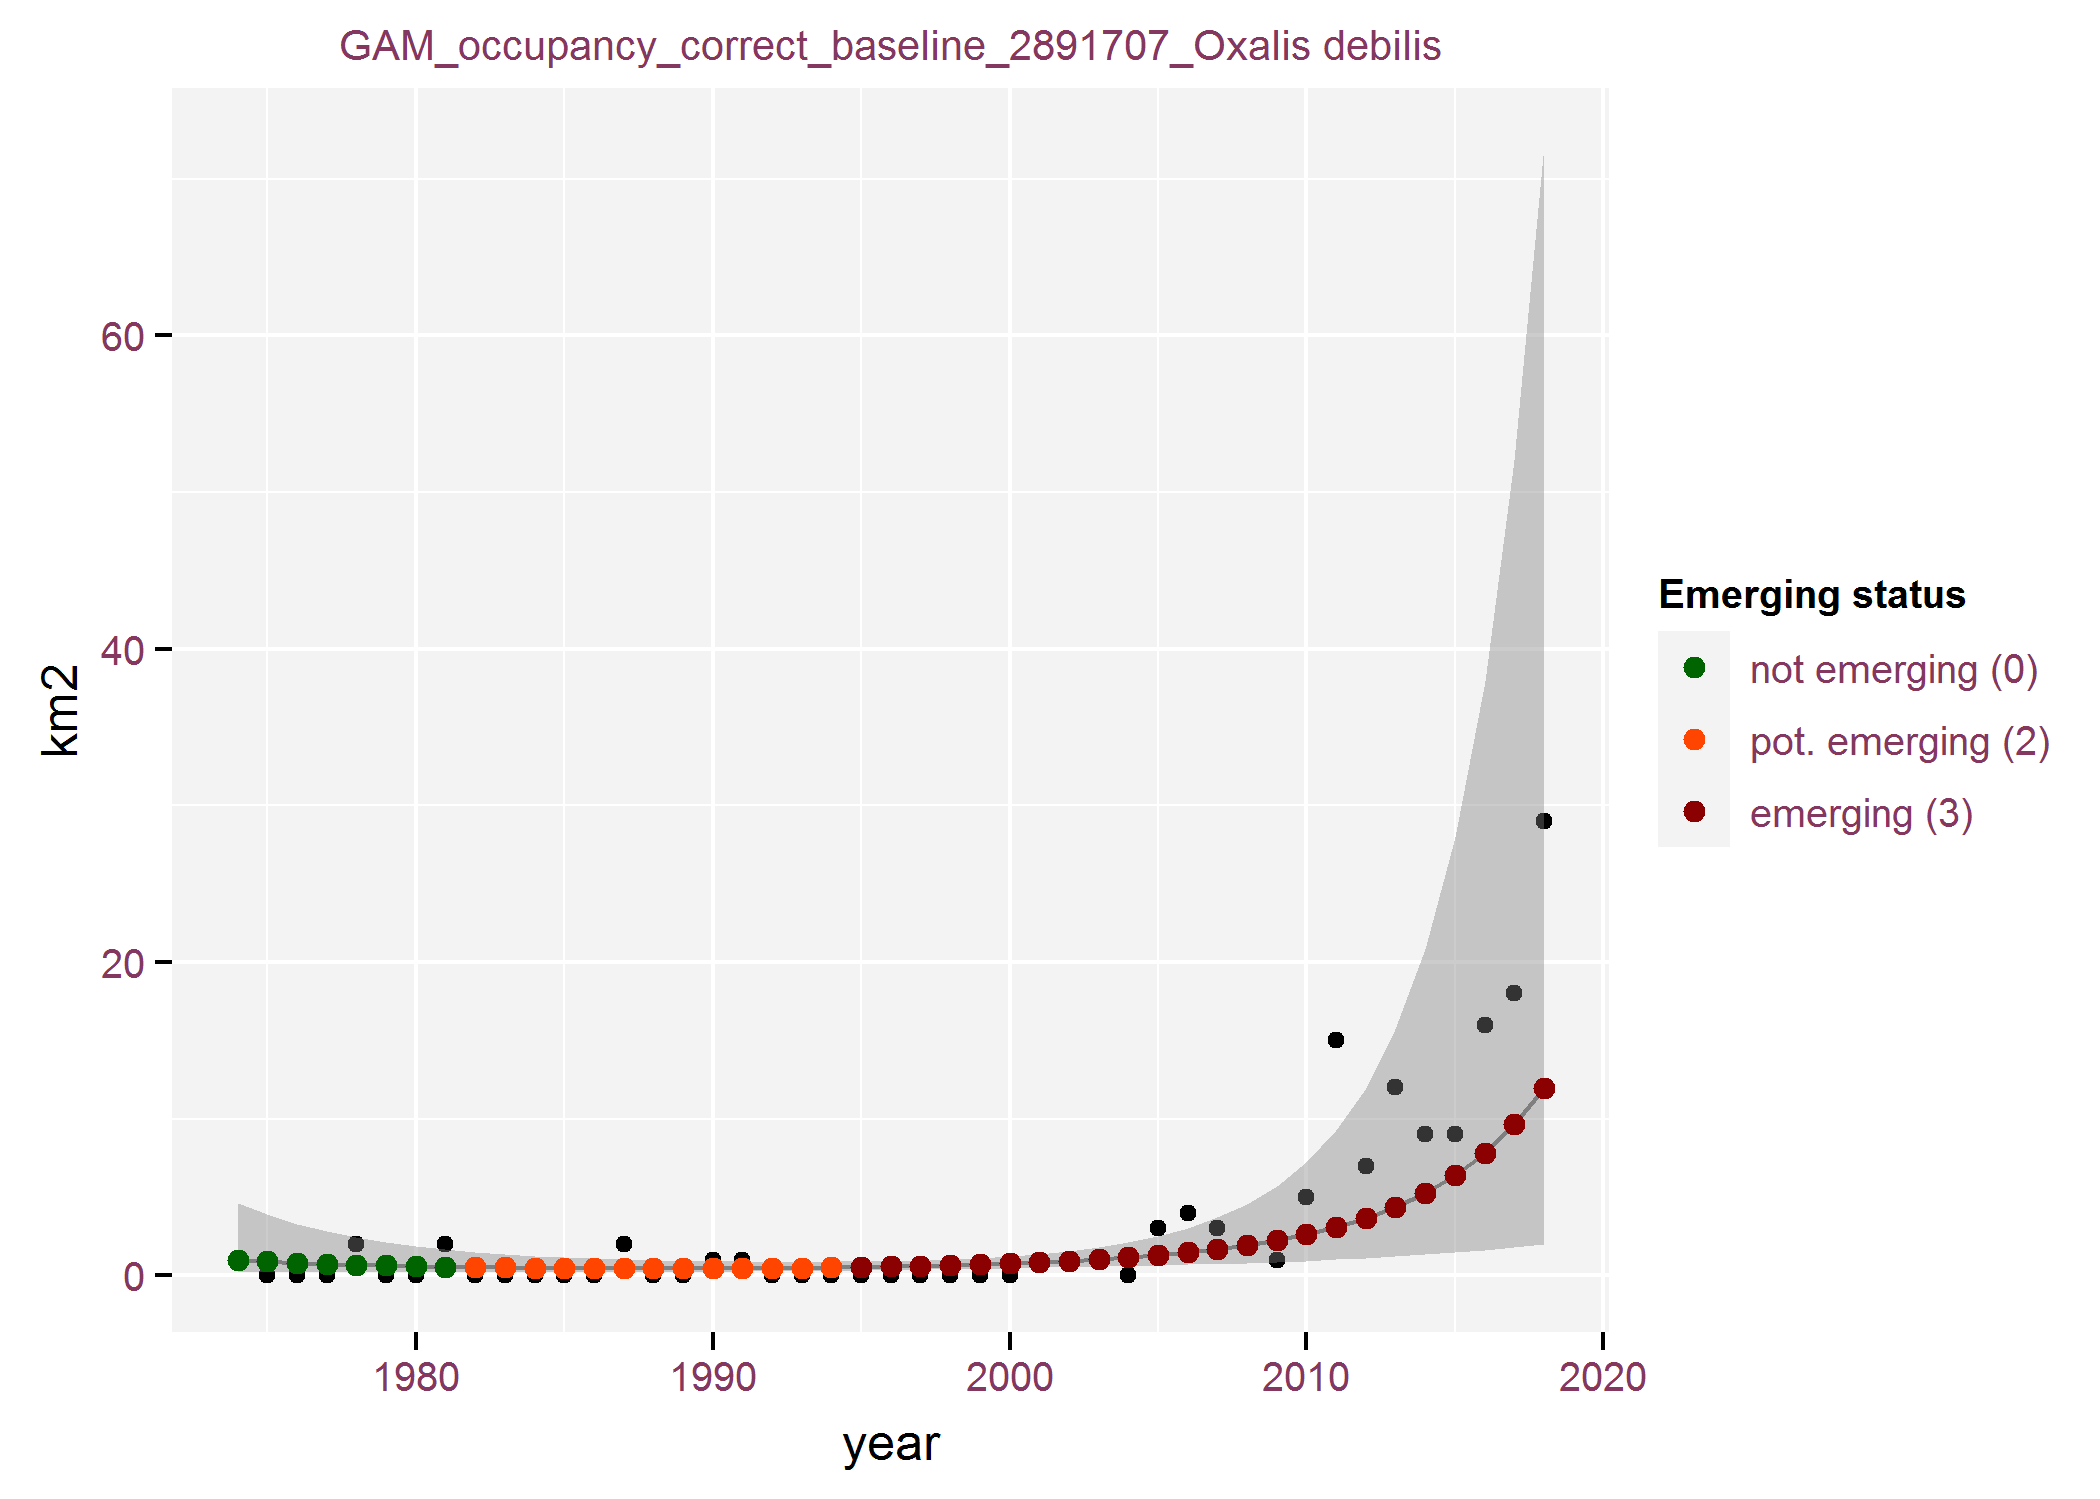 GAM_occupancy_correct_baseline_2891707_Oxalis debilis
km2
60
40
20
0
1980 1990 2000 2010 2020
year
Emerging status
not emerging (0)
pot. emerging (2)
emerging (3)